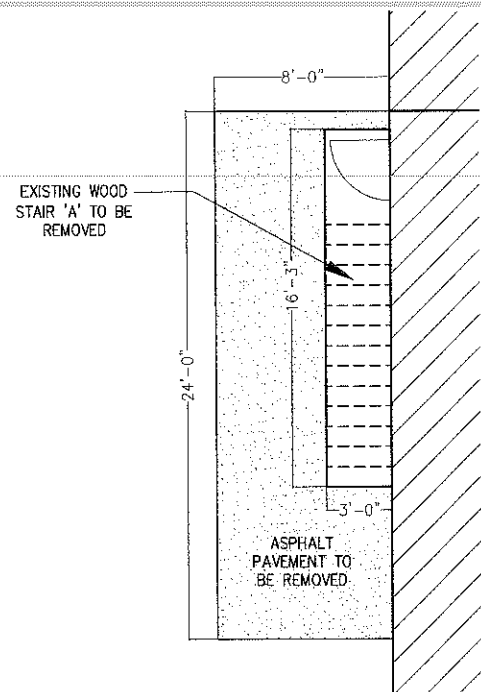 8'-0"
EXISTING WOOD
STAIR 'A' TO BE
REMOVED
16'-3"
24'-0"
3'-0"
ASPHALT
PAVEMENT TO
BE REMOVED